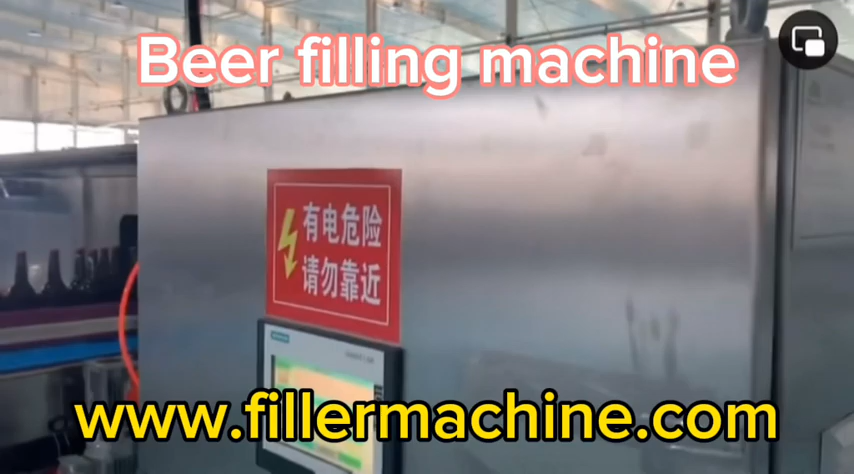 Beer filling machine
有电危险
请勿靠近
www.fillermachine.com